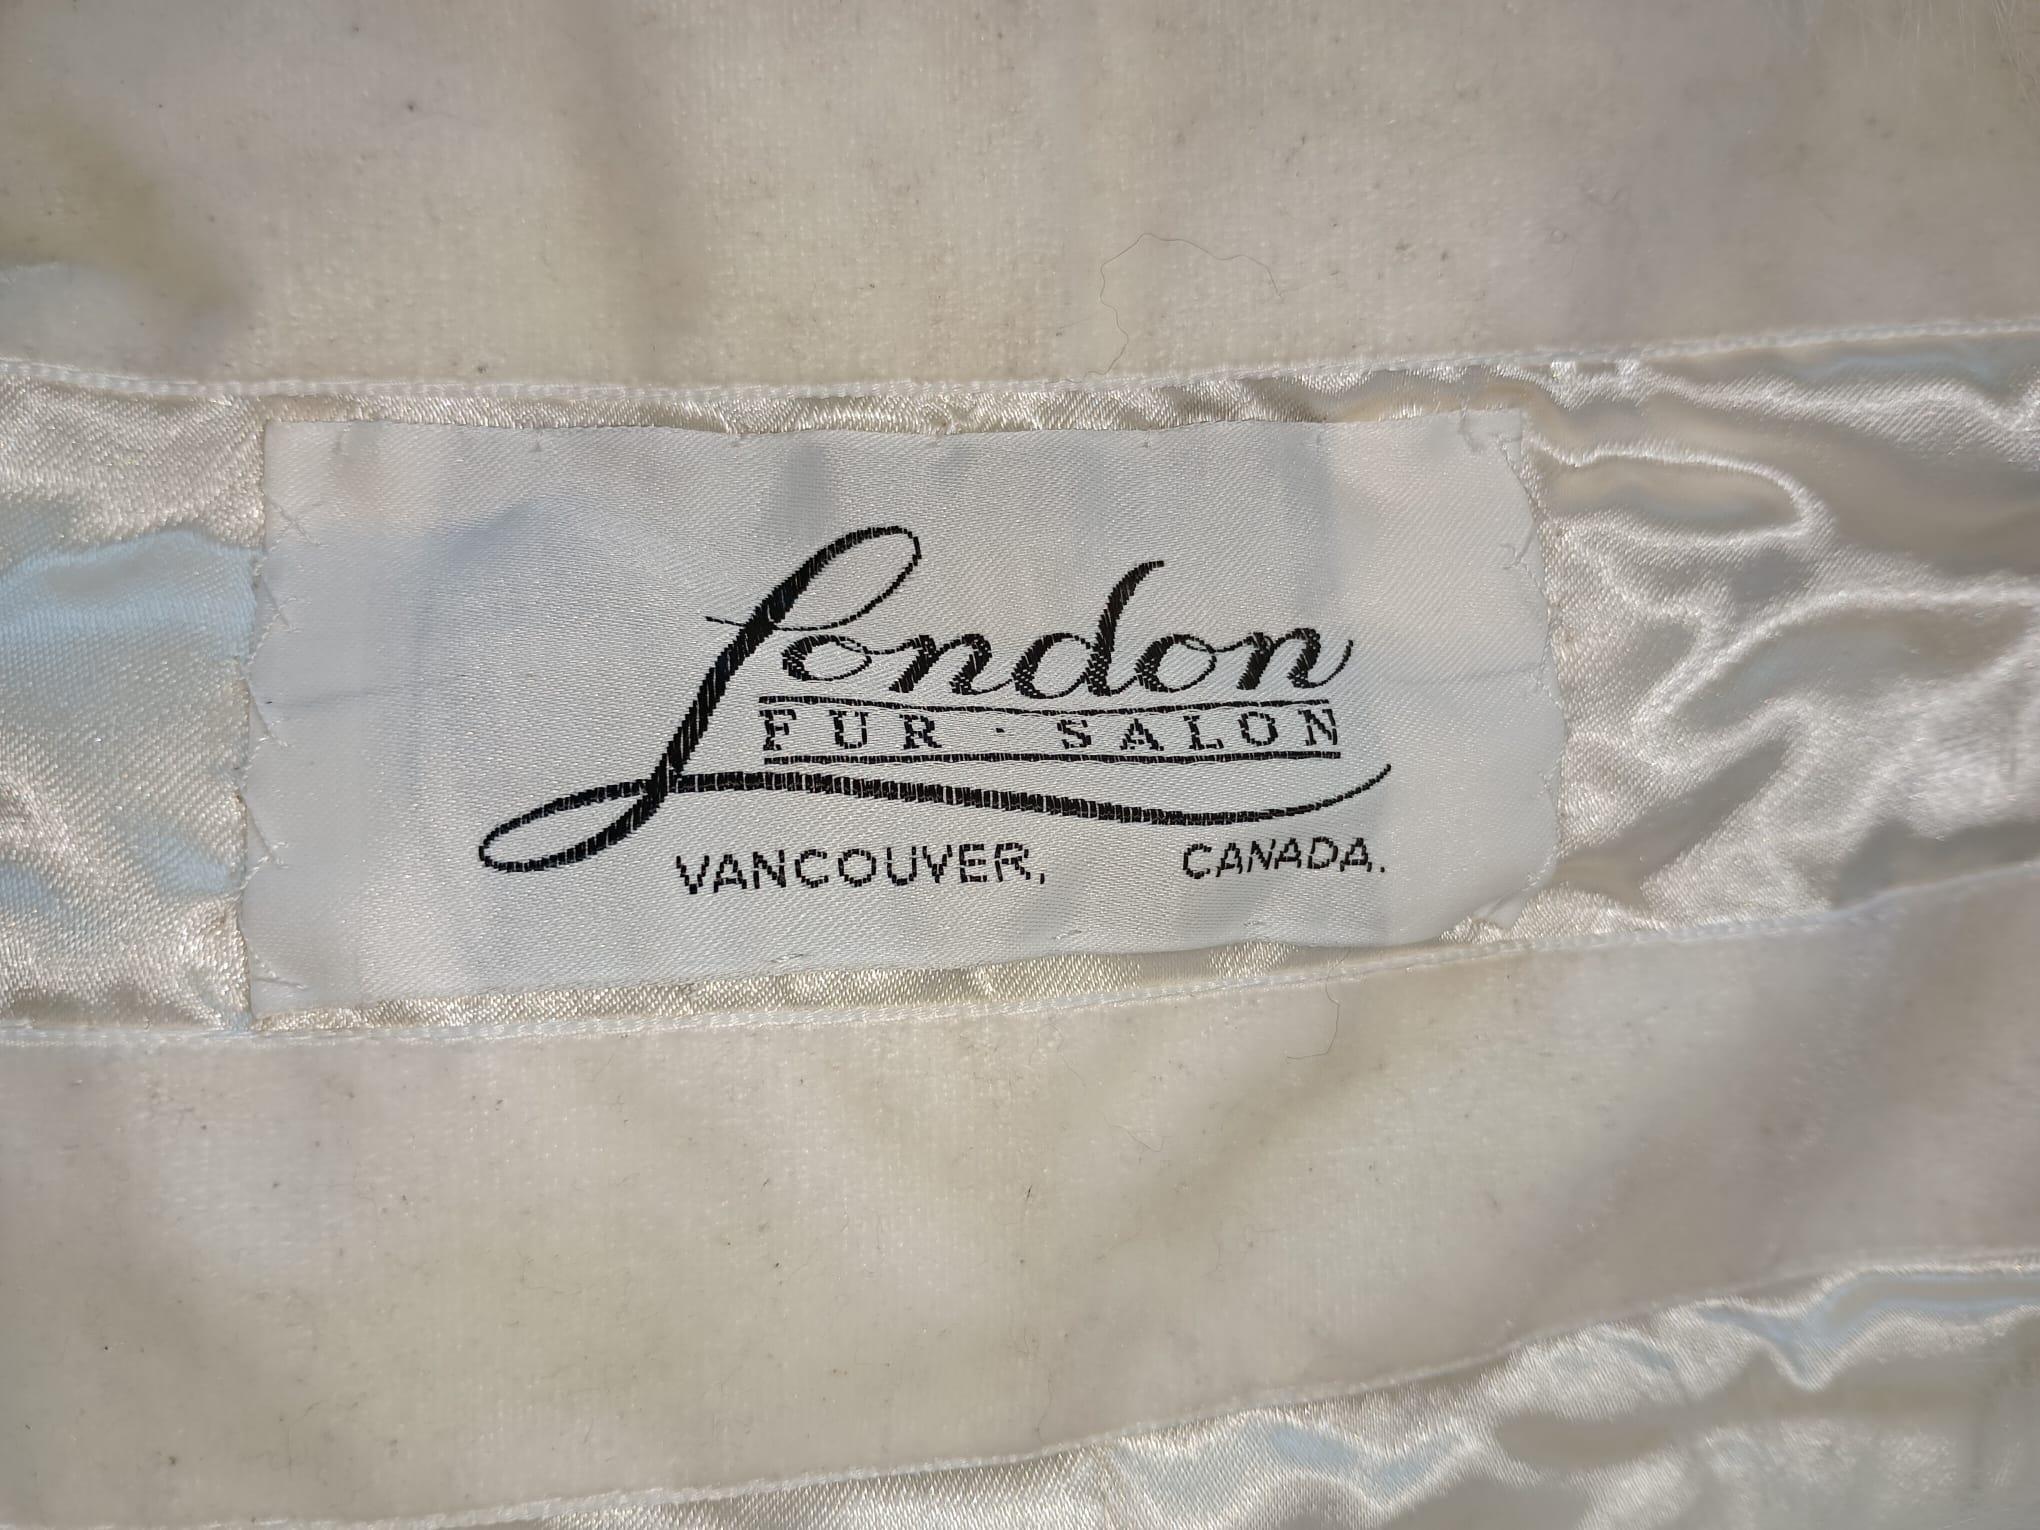 London
FUR · SALON
VANCOUVER, CANADA.